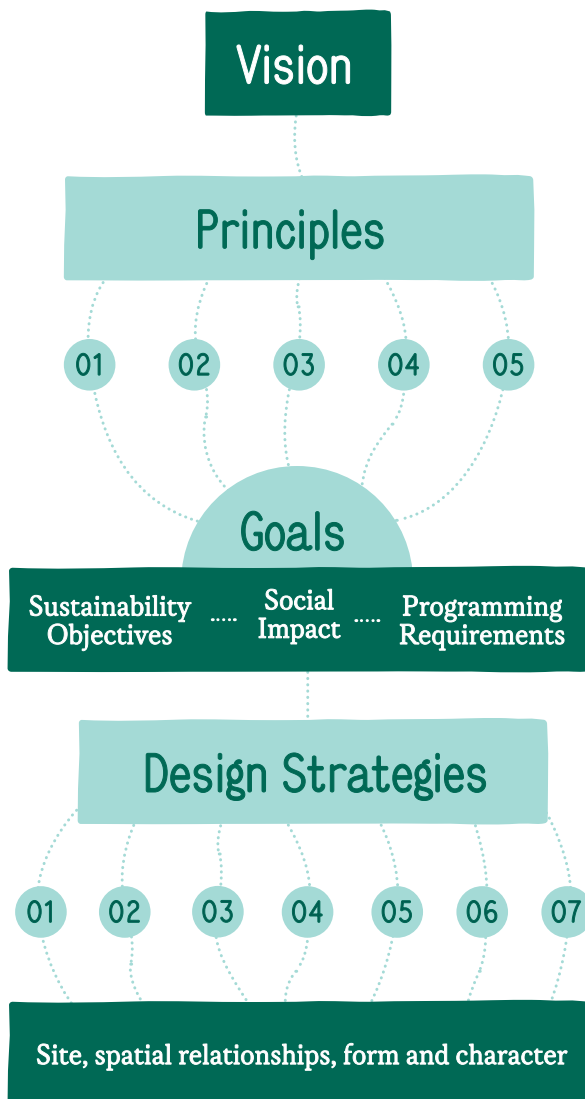 Vision
Principles
01 02 03 04 05
Goals
Sustainability
Objectives
.....
Social
Impact
.....
Programming
Requirements
Design Strategies
01 02 03 04 05 06 07
Site, spatial relationships, form and character